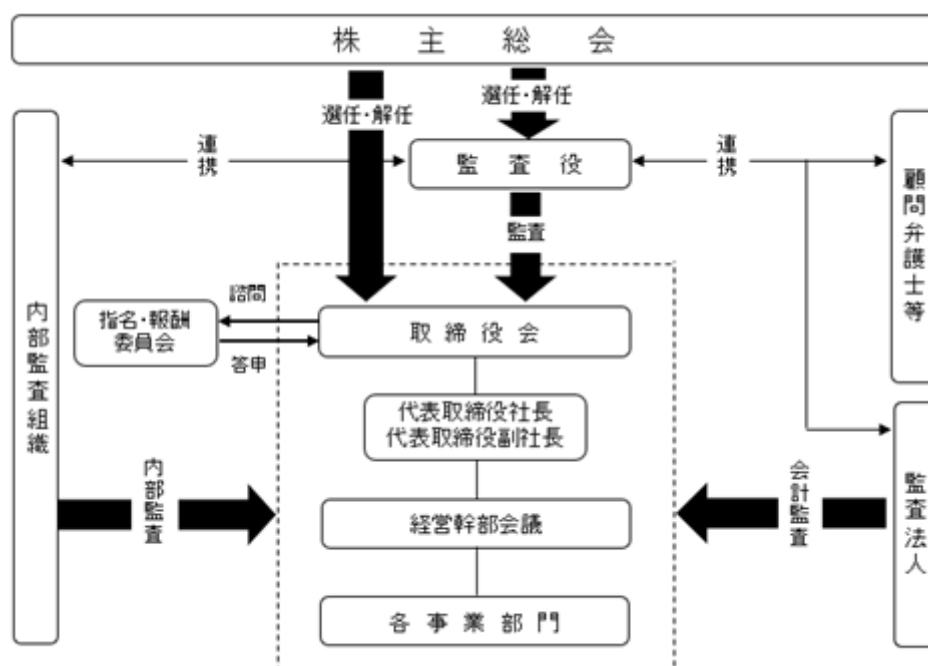 株主総会
選任・解任
選任・解任
連携
監査役
連携
顧問弁護士等
監査
内部監査組織
諮問
指名・報酬
委員会
答申
取締役会
代表取締役社長
代表取締役副社長
内部監査
経営幹部会議
会計監査
監査法人
各事業部門